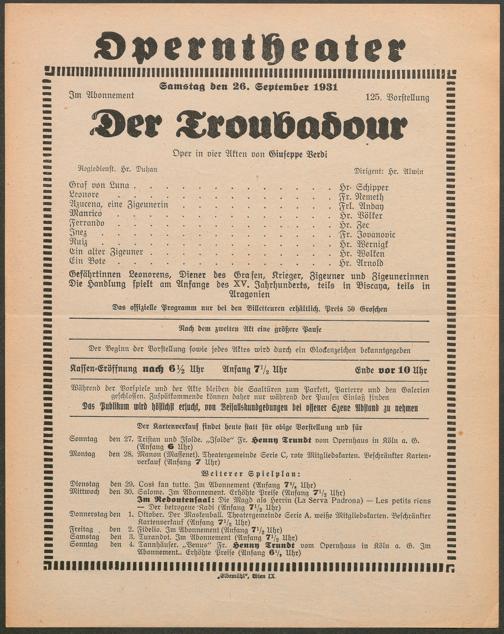 Operntheater
Samstag den 26. September 1931
Im Abonnement 125. Vorstellung
Der Troubadour
Oper in vier Akten von Giuseppe Verdi
Regiedienst. Hr. Duhan Dirigent: Hr. Alwin
Graf von Luna . . . . . . . . . . . . . Hr. Schipper
Leonore . . . . . . . . . . . . . Fr. Nemeth
Azucena, eine Zigeunerin . . . . . . . . . . Frl. Anday
Manrico . . . . . . . . . . . . . Hr. Völker
Ferrando . . . . . . . . . . . . . Hr. Zec
Inez . . . . . . . . . . . . . Fr. Jovanovic
Ruiz . . . . . . . . . . . . . Hr. Wernigk
Ein alter Zigeuner . . . . . . . . . . . Hr. Wolken
Ein Bote . . . . . . . . . . . . . Hr. Arnold
Gefährtinnen Leonorens, Diener des Grafen, Krieger, Zigeuner und Zigeunerinnen
Die Handlung spielt am Anfange des XV. Jahrhunderts, teils in Biscaya, teils in
Aragonien
Das offizielle Programm nur bei den Billetteuren erhältlich. Preis 50 Groschen
Nach dem zweiten Akt eine größere Pause
Der Beginn der Vorstellung sowie jedes Aktes wird durch ein Glockenzeichen bekanntgegeben
Kassen-Eröffnung nach 6½ Uhr Anfang 7½ Uhr Ende vor 10 Uhr
Während der Vorspiele und der Akte bleiben die Saaltüren zum Parkett, Parterre und den Galerien
geschlossen. Zuspätkommende können daher nur während der Pausen Einlaß finden
Das Publikum wird höflichst ersucht, von Beifallskundgebungen bei offener Szene Abstand zu nehmen
Der Kartenverkauf findet heute statt für obige Vorstellung und für
Sonntag den 27. Tristan und Isolde. „Isolde" Fr. Henny Trundt vom Opernhaus in Köln a. G.
(Anfang 6 Uhr)
Montag den 28. Manon (Massenet). Theatergemeinde Serie C, rote Mitgliedskarten. Beschränkter Karten-
verkauf (Anfang 7 Uhr)
Weiterer Spielplan:
Dienstag den 29. Così fan tutte. Im Abonnement (Anfang 7½ Uhr)
Mittwoch den 30. Salome. Im Abonnement. Erhöhte Preise (Anfang 7½ Uhr)
Im Redoutensaal: Die Magd als Herrin (La Serva Padrona) — Les petits riens
— Der betrogene Kadi (Anfang 7½ Uhr)
Donnerstag den 1. Oktober. Der Maskenball. Theatergemeinde Serie A, weiße Mitgliedskarten. Beschränkter
Kartenverkauf (Anfang 7½ Uhr)
Freitag den 2. Fidelio. Im Abonnement (Anfang 7½ Uhr)
Samstag den 3. Turandot. Im Abonnement (Anfang 7½ Uhr)
Sonntag den 4. Tannhäuser. „Venus" Fr. Henny Trundt vom Opernhaus in Köln a. G. Im
Abonnement. Erhöhte Preise (Anfang 6½ Uhr)
„Elbemühl", Wien IX.